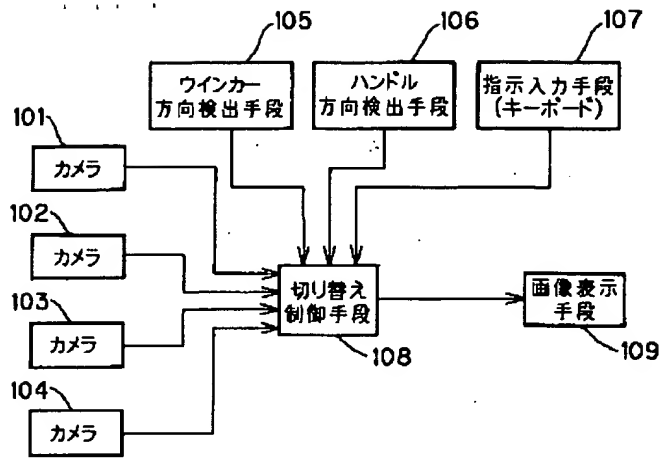 105
106
107
ウインカー
方向検出手段
ハンドル
方向検出手段
指示入力手段
(キーボード)
101
カメラ
102
カメラ
103
カメラ
104
カメラ
切り替え
制御手段
108
画像表示
手段
109